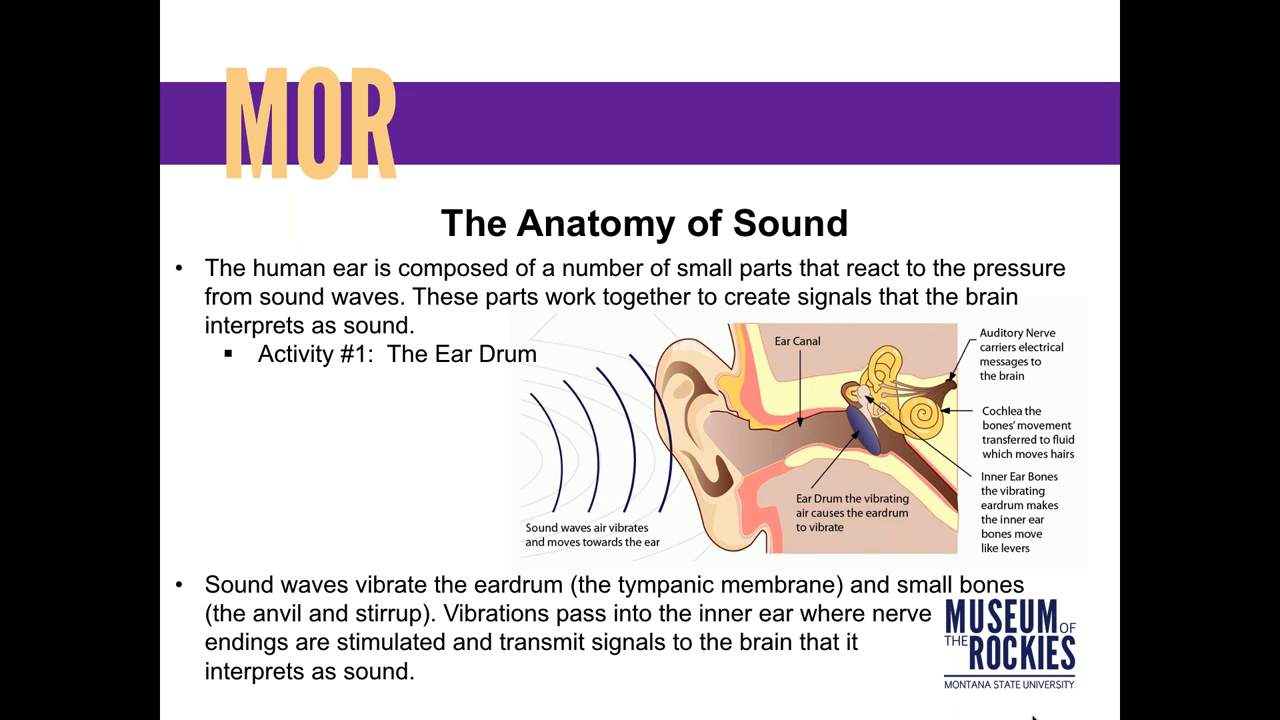 MOR
The Anatomy of Sound
• The human ear is composed of a number of small parts that react to the pressure
from sound waves. These parts work together to create signals that the brain
interprets as sound.
▪ Activity #1: The Ear Drum
Ear Canal
Auditory Nerve
carriers electrical
messages to
the brain
Cochlea the
bones' movement
transferred to fluid
which moves hairs
Inner Ear Bones
the vibrating
eardrum makes
the inner ear
bones move
like levers
Ear Drum the vibrating
air causes the eardrum
to vibrate
Sound waves air vibrates
and moves towards the ear
• Sound waves vibrate the eardrum (the tympanic membrane) and small bones
(the anvil and stirrup). Vibrations pass into the inner ear where nerve
endings are stimulated and transmit signals to the brain that it
interprets as sound.
MUSEUM OF
THE ROCKIES
MONTANA STATE UNIVERSITY